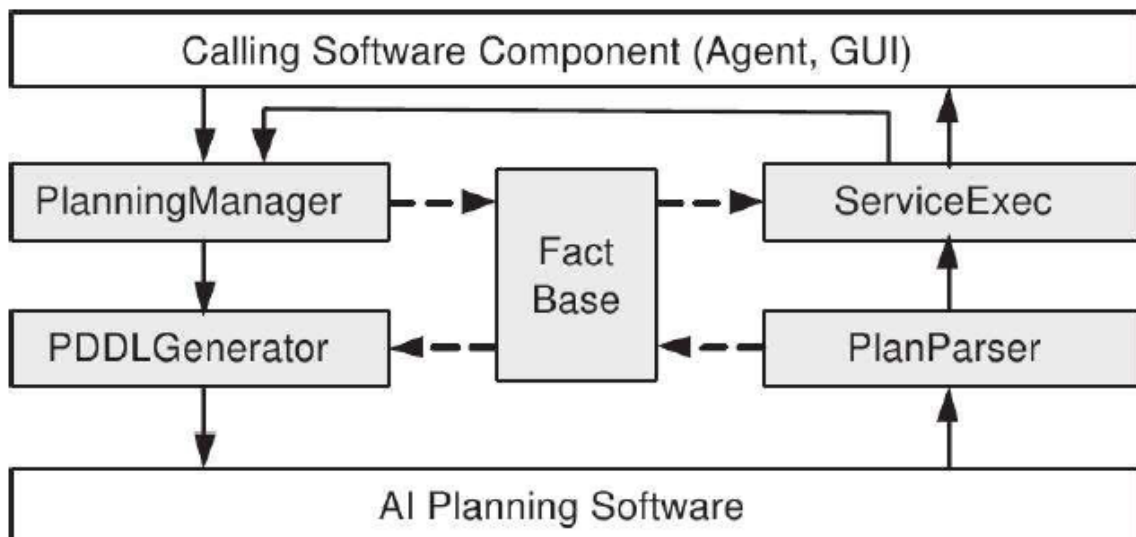 Calling Software Component (Agent, GUI)
PlanningManager
ServiceExec
Fact
Base
PDDLGenerator
PlanParser
AI Planning Software